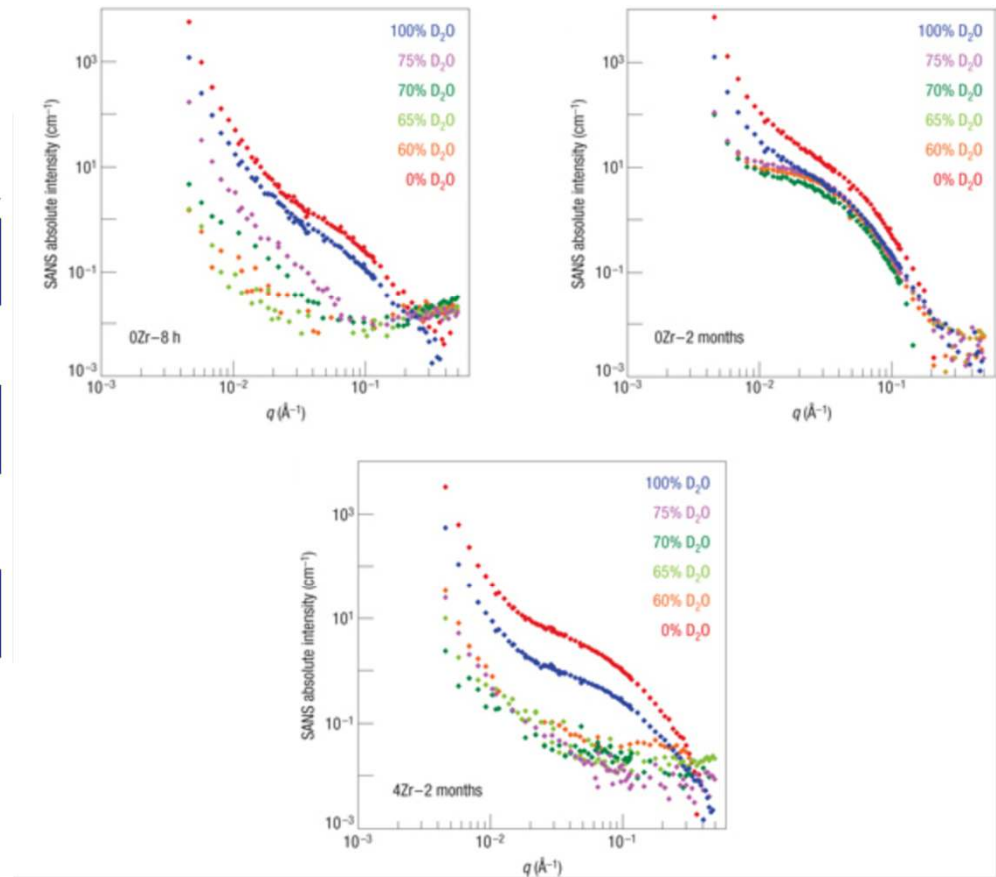 100% D₂O
75% D₂O
70% D₂O
65% D₂O
60% D₂O
0% D₂O
SANS absolute intensity (cm⁻¹)
10³
10¹
10⁻¹
10⁻³
0Zr–8 h
10⁻³
10⁻²
10⁻¹
q (Å⁻¹)
100% D₂O
75% D₂O
70% D₂O
65% D₂O
60% D₂O
0% D₂O
SANS absolute intensity (cm⁻¹)
10³
10¹
10⁻¹
10⁻³
0Zr–2 months
10⁻³
10⁻²
10⁻¹
q (Å⁻¹)
100% D₂O
75% D₂O
70% D₂O
65% D₂O
60% D₂O
0% D₂O
SANS absolute intensity (cm⁻¹)
10³
10¹
10⁻¹
10⁻³
4Zr–2 months
10⁻³
10⁻²
10⁻¹
q (Å⁻¹)